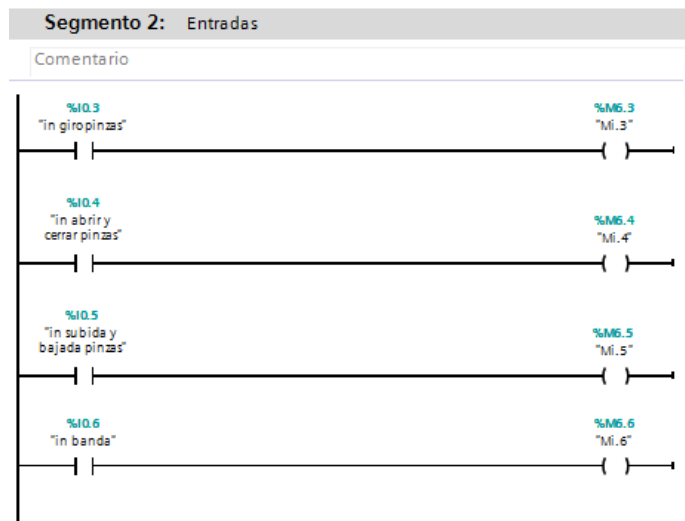 Segmento 2: Entradas
Comentario
%I0.3
"in giropinzas"
%M6.3
"Mi.3"
%I0.4
"in abrir y
cerrar pinzas"
%M6.4
"Mi.4"
%I0.5
"in subida y
bajada pinzas"
%M6.5
"Mi.5"
%I0.6
"in banda"
%M6.6
"Mi.6"